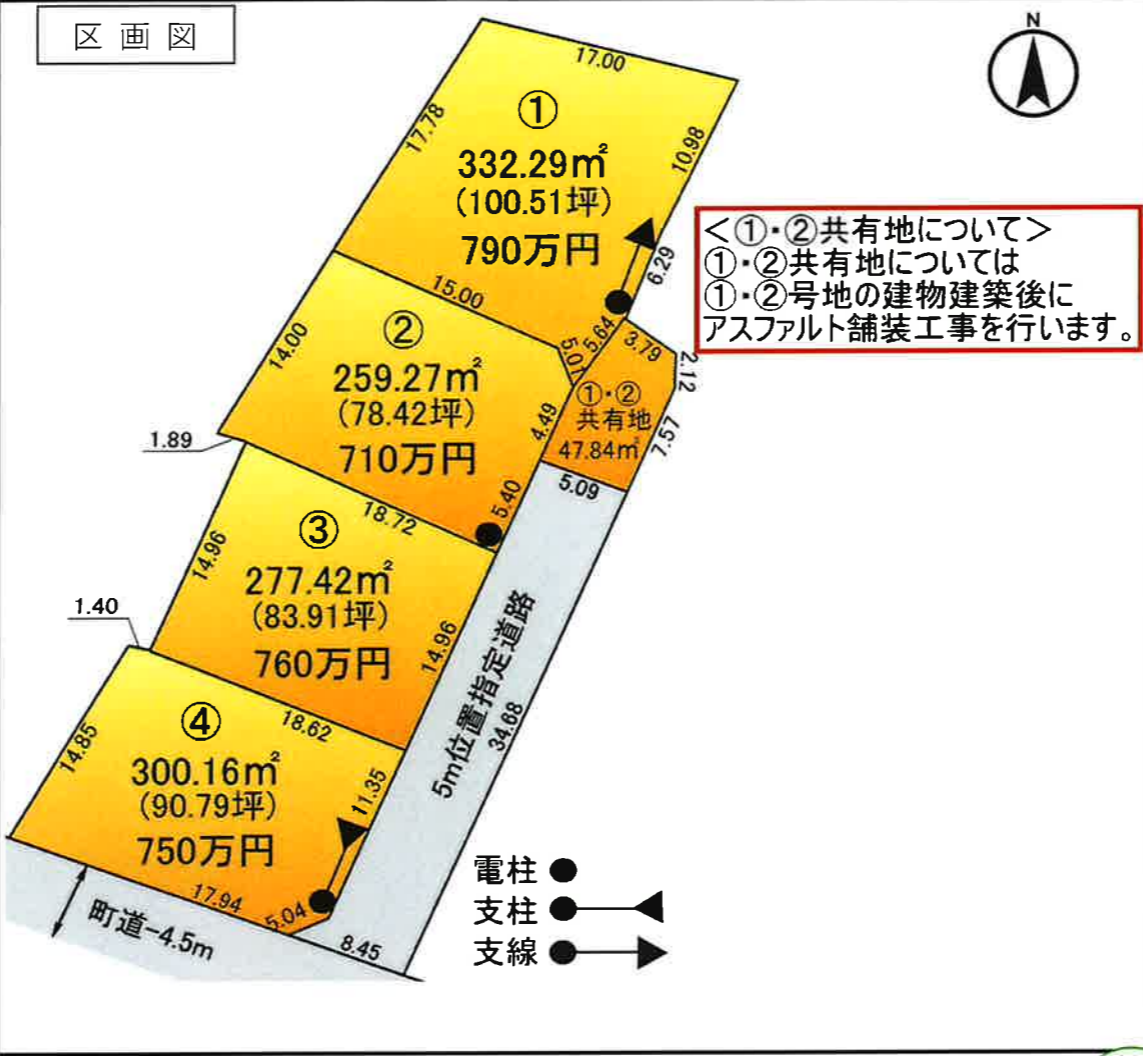 区画図
N
17.00
17.78
①
332.29㎡
(100.51坪)
790万円
10.98
6.29
<①・②共有地について>
①・②共有地については
①・②号地の建物建築後に
アスファルト舗装工事を行います。
15.00
14.00
②
259.27㎡
(78.42坪)
710万円
5.01
5.64
3.79
2.12
①・②
共有地
47.84㎡
7.57
4.49
5.09
5.40
1.89
18.72
③
277.42㎡
(83.91坪)
760万円
14.96
14.96
1.40
5m位置指定道路
34.68
18.62
④
300.16㎡
(90.79坪)
750万円
14.85
11.35
17.94
5.04
8.45
町道-4.5m
電柱
支柱
支線